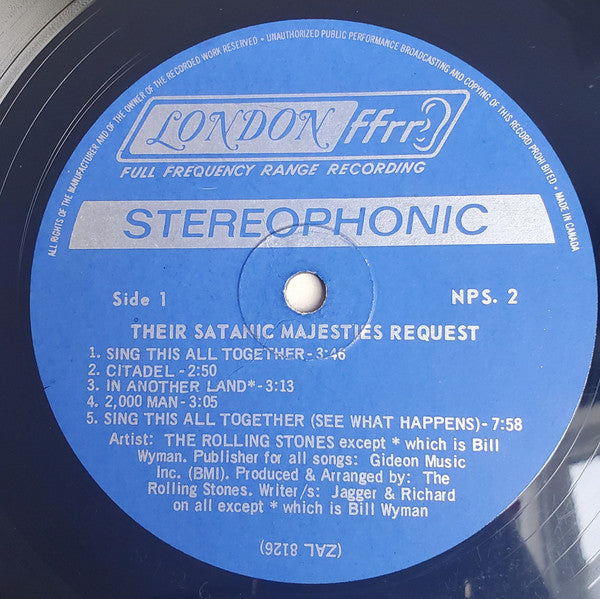 ALL RIGHTS OF THE MANUFACTURER AND OF THE OWNER OF THE RECORDED WORK RESERVED • UNAUTHORIZED PUBLIC PERFORMANCE BROADCASTING AND COPYING OF THIS RECORD PROHIBITED • MADE IN CANADA
LONDON ffrr
FULL FREQUENCY RANGE RECORDING
STEREOPHONIC
Side 1 NPS. 2
THEIR SATANIC MAJESTIES REQUEST
1. SING THIS ALL TOGETHER-3:46
2. CITADEL-2:50
3. IN ANOTHER LAND*-3:13
4. 2,000 MAN-3:05
5. SING THIS ALL TOGETHER (SEE WHAT HAPPENS)-7:58
Artist: THE ROLLING STONES except * which is Bill
Wyman. Publisher for all songs: Gideon Music
Inc. (BMI). Produced & Arranged by: The
Rolling Stones. Writer/s: Jagger & Richard
on all except * which is Bill Wyman
(ZAL 8126)